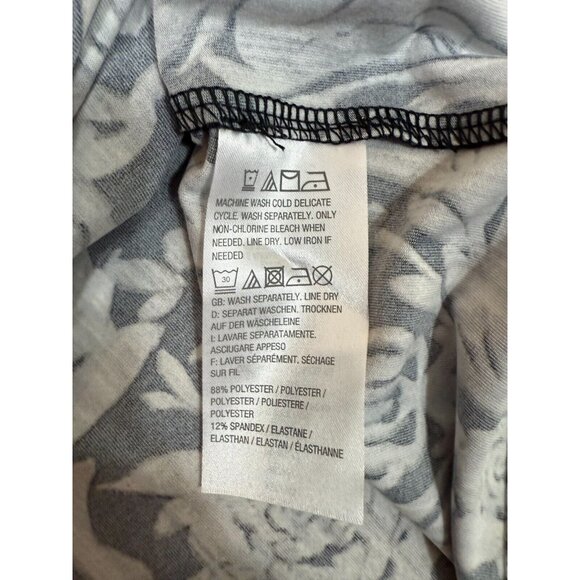 MACHINE WASH COLD DELICATE
CYCLE. WASH SEPARATELY. ONLY
NON-CHLORINE BLEACH WHEN
NEEDED. LINE DRY. LOW IRON IF
NEEDED
30
GB: WASH SEPARATELY. LINE DRY
D: SEPARAT WASCHEN. TROCKNEN
AUF DER WÄSCHELEINE
I: LAVARE SEPARATAMENTE.
ASCIUGARE APPESO
F: LAVER SÉPARÉMENT. SÉCHAGE
SUR FIL
88% POLYESTER / POLYESTER /
POLYESTER / POLIESTERE /
POLYESTER
12% SPANDEX / ELASTANE /
ELASTHAN / ELASTAN / ÉLASTHANNE